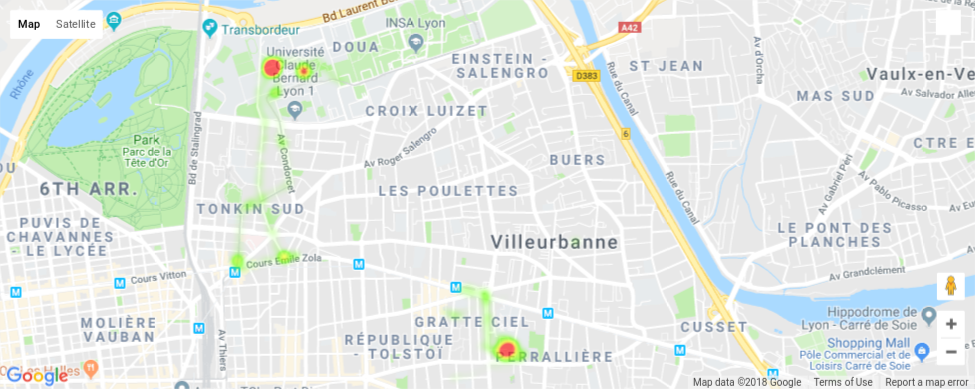 Map
Satellite
Bd Laurent
INSA Lyon
Transbordeur
A42
DOUA
Université
Claude
Bernard
Lyon 1
EINSTEIN -
SALENGRO
D383
ST JEAN
Av d'Orcha
Vaulx-en-Ve
Rhône
Rue du Canal
MAS SUD
Av Salvador Allen
CROIX LUIZET
Bd de Stalingrad
Av Condorcet
Av Roger Salengro
6
CTRE
Park
Parc de la
Tête d'Or
BUERS
Av Gabriel Péri
Av Pablo Picasso
6TH ARR.
LES POULETTES
Rue du Canal
TONKIN SUD
PUVIS DE
CHAVANNES
- LE LYCÉE
Villeurbanne
LE PONT DES
PLANCHES
Cours Emile Zola
M
M
Cours Vitton
Av Grandclément
M
M
M
M
Hippodrome de
Lyon - Carré de Soie
MOLIÈRE
VAUBAN
M
GRATTE CIEL
CUSSET
Av Thiers
RÉPUBLIQUE
- TOLSTOÏ
PERRALLIÈRE
Shopping Mall
Pôle Commercial et de
Loisirs Carré de Soie
M
Google
Les Halles
Map data ©2018 Google
Terms of Use
Report a map error